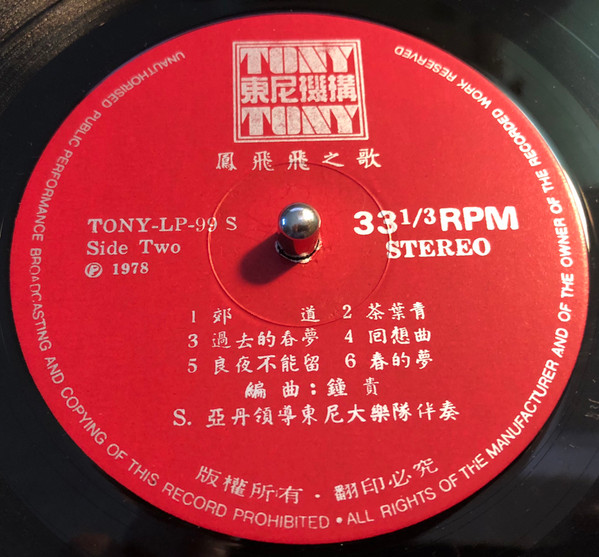 TONY
東尼機構
TONY
鳳飛飛之歌
TONY-LP-99 S
Side Two
Ⓟ 1978
33 1/3 RPM
STEREO
1 郊 道 2 茶葉青
3 過去的春夢 4 回想曲
5 良夜不能留 6 春的夢
編曲：鐘貴
S. 亞丹領導東尼大樂隊伴奏
版權所有・翻印必究
UNAUTHORISED PUBLIC PERFORMANCE BROADCASTING AND COPYING OF THIS RECORD PROHIBITED • ALL RIGHTS OF THE MANUFACTURER AND OF THE OWNER OF THE RECORDED WORK RESERVED